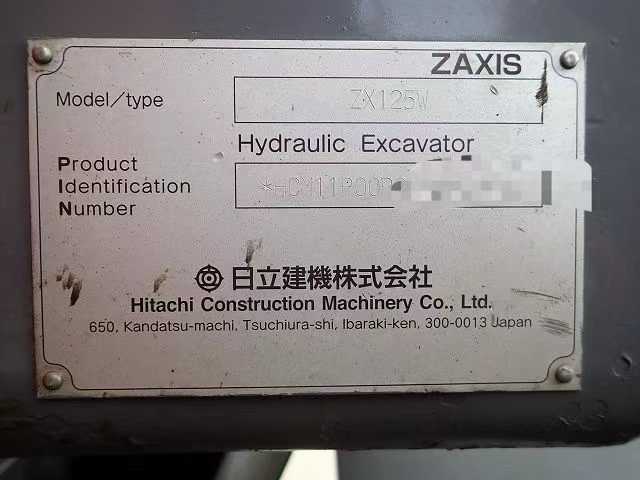 ZAXIS
Model/type
ZX125W
Hydraulic Excavator
Product
Identification
Number
日立建機株式会社
Hitachi Construction Machinery Co., Ltd.
650, Kandatsu-machi, Tsuchiura-shi, Ibaraki-ken, 300-0013 Japan